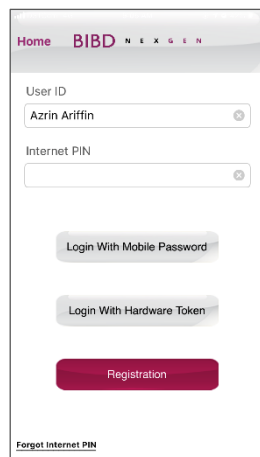 Home BIBD NEXGEN
User ID
Azrin Ariffin
Internet PIN
Login With Mobile Password
Login With Hardware Token
Registration
Forgot Internet PIN